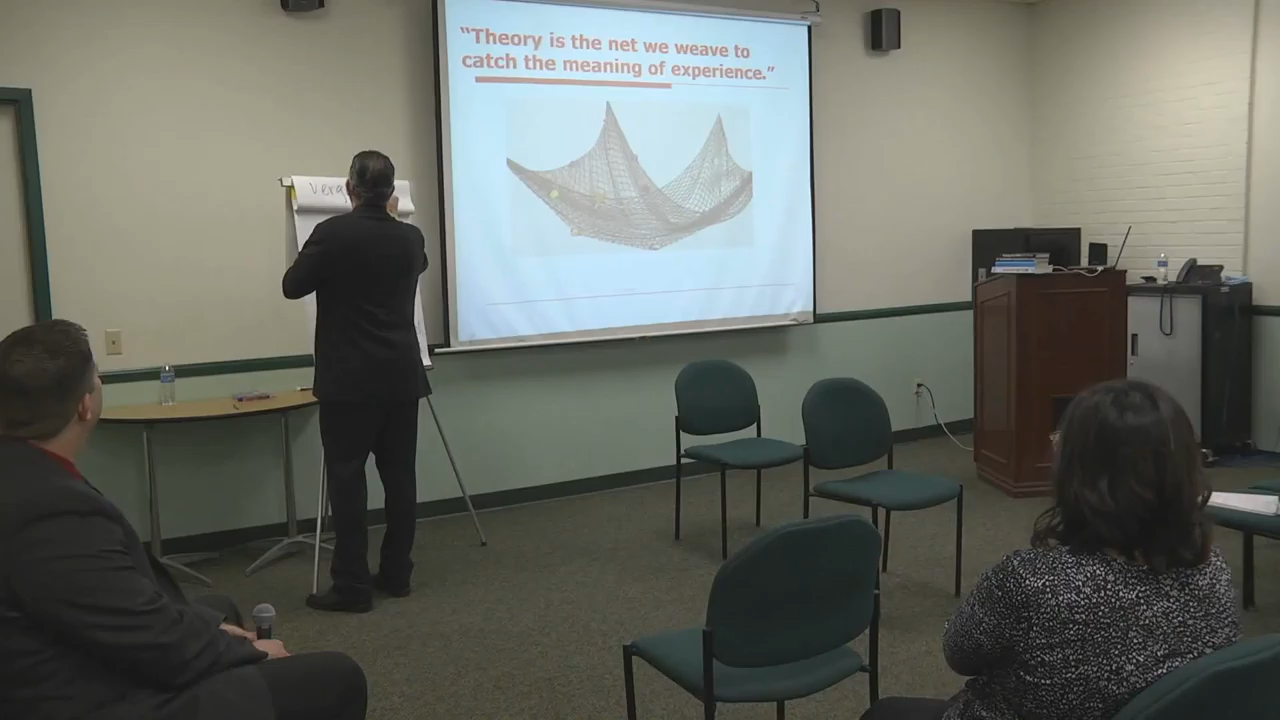 “Theory is the net we weave to
catch the meaning of experience.”